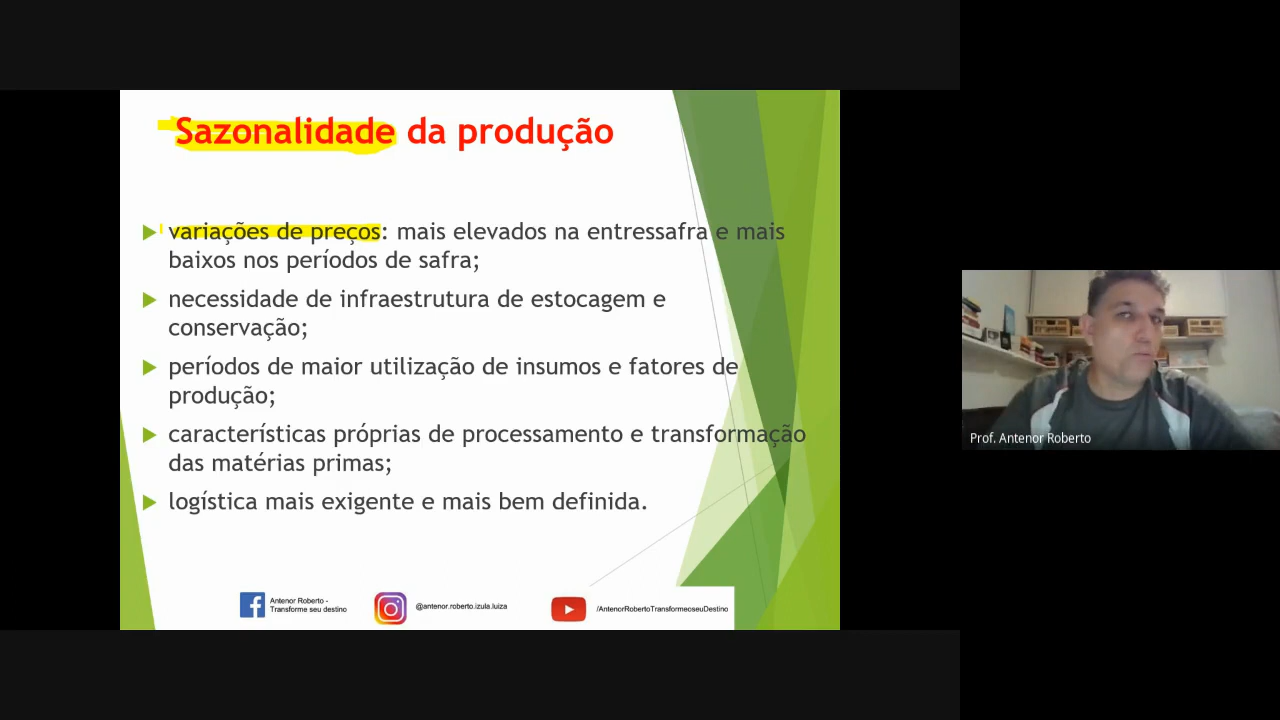 Sazonalidade da produção
variações de preços: mais elevados na entressafra e mais
baixos nos períodos de safra;
necessidade de infraestrutura de estocagem e
conservação;
períodos de maior utilização de insumos e fatores de
produção;
características próprias de processamento e transformação
das matérias primas;
logística mais exigente e mais bem definida.
Antenor Roberto -
Transforme seu destino
@antenor.roberto.izula.luiza
/AntenorRobertoTransformeoseuDestino
Prof. Antenor Roberto